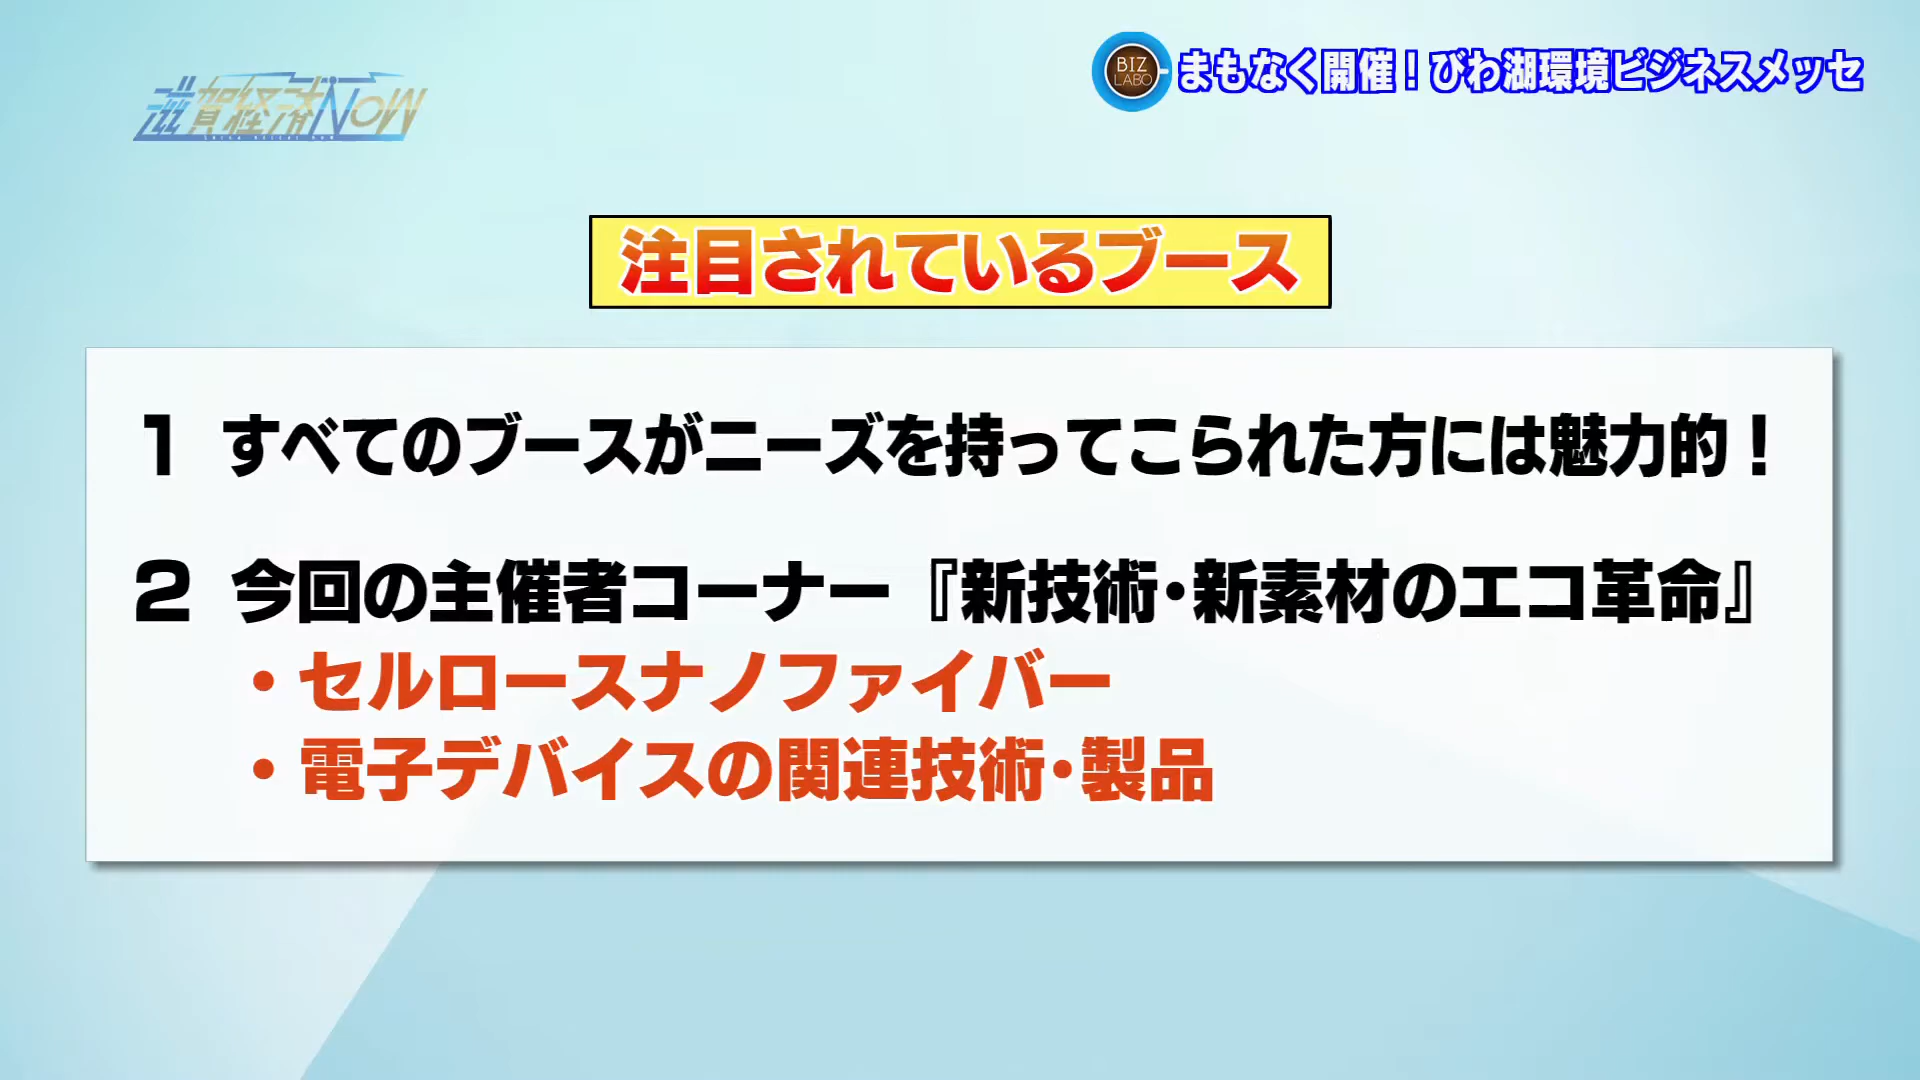 滋賀経済NOW
BIZ LABO
まもなく開催！びわ湖環境ビジネスメッセ
注目されているブース
1 すべてのブースがニーズを持ってこられた方には魅力的！
2 今回の主催者コーナー『新技術・新素材のエコ革命』
・セルロースナノファイバー
・電子デバイスの関連技術・製品